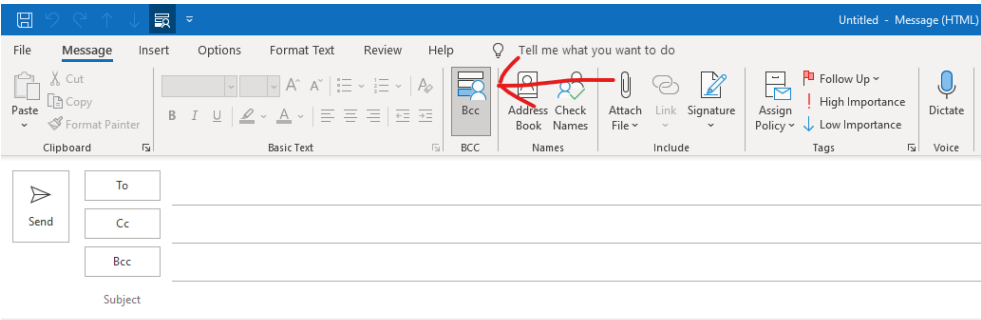 Untitled - Message (HTML)
File Message Insert Options Format Text Review Help Tell me what you want to do
Paste
Cut
Copy
Format Painter
Clipboard
A A A
B I U A
Basic Text
Bcc
BCC
Address Book
Check Names
Names
Attach File
Link
Signature
Include
Assign Policy
Follow Up
High Importance
Low Importance
Tags
Dictate
Voice
Send
To
Cc
Bcc
Subject